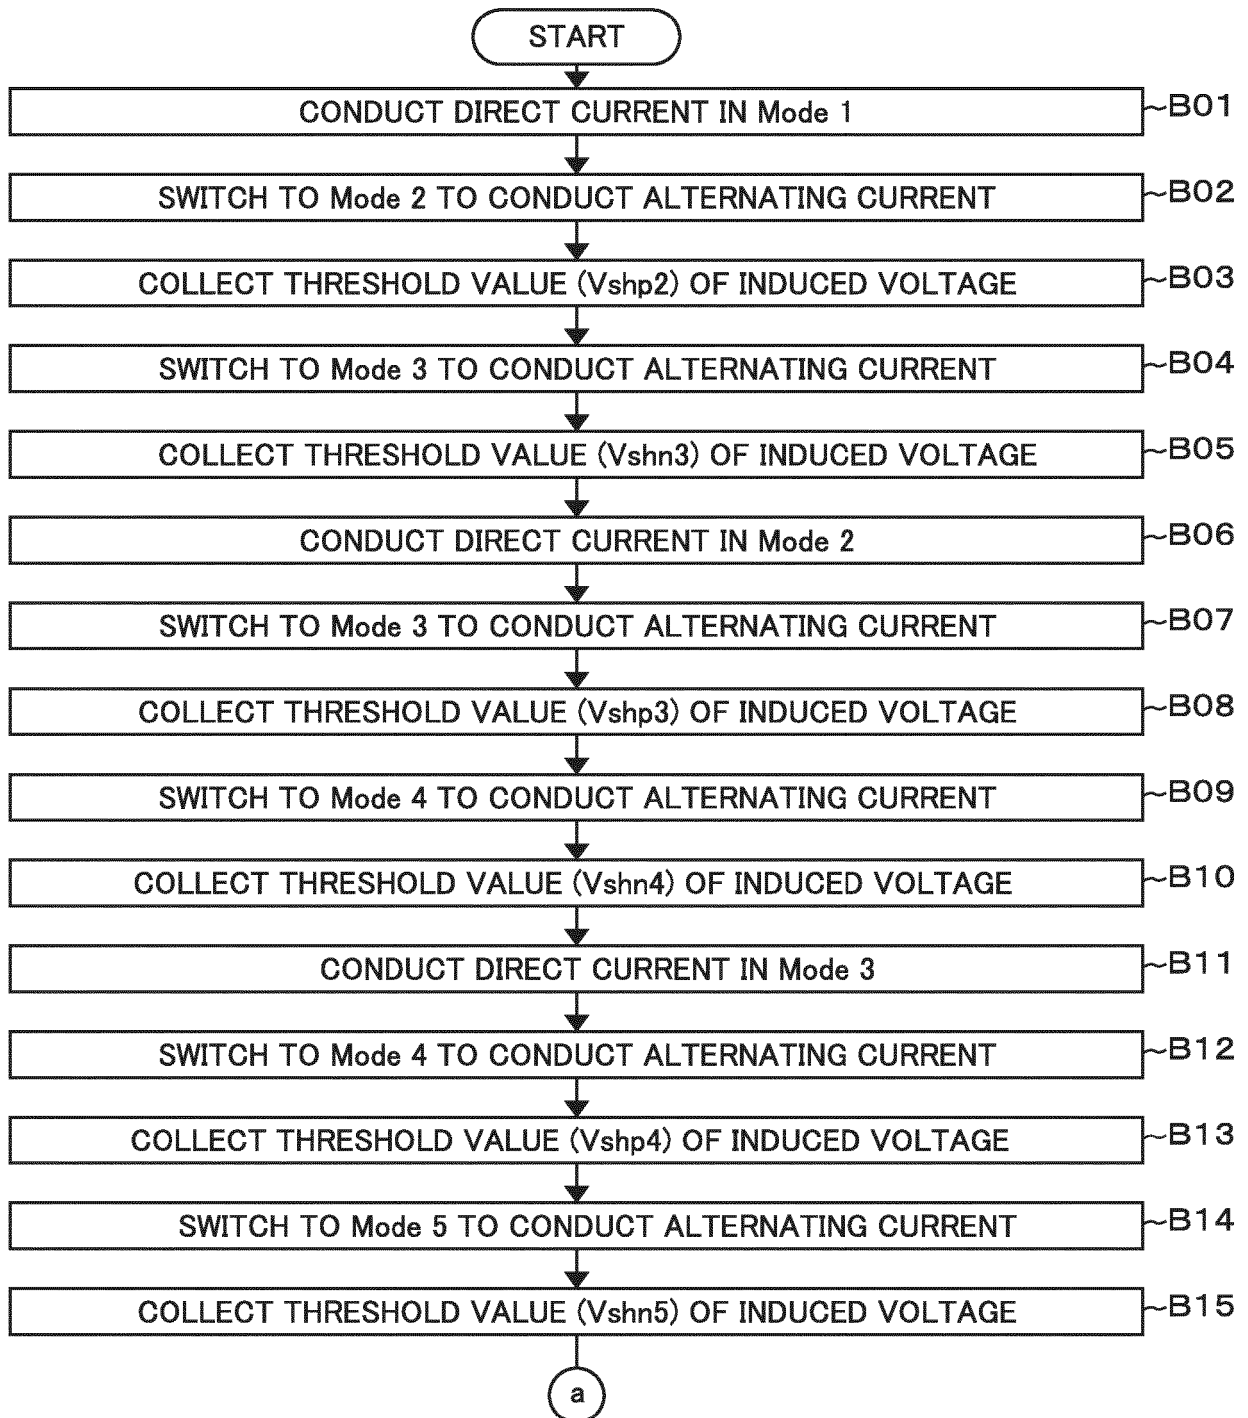 START
CONDUCT DIRECT CURRENT IN Mode 1
B01
SWITCH TO Mode 2 TO CONDUCT ALTERNATING CURRENT
B02
COLLECT THRESHOLD VALUE (Vshp2) OF INDUCED VOLTAGE
B03
SWITCH TO Mode 3 TO CONDUCT ALTERNATING CURRENT
B04
COLLECT THRESHOLD VALUE (Vshn3) OF INDUCED VOLTAGE
B05
CONDUCT DIRECT CURRENT IN Mode 2
B06
SWITCH TO Mode 3 TO CONDUCT ALTERNATING CURRENT
B07
COLLECT THRESHOLD VALUE (Vshp3) OF INDUCED VOLTAGE
B08
SWITCH TO Mode 4 TO CONDUCT ALTERNATING CURRENT
B09
COLLECT THRESHOLD VALUE (Vshn4) OF INDUCED VOLTAGE
B10
CONDUCT DIRECT CURRENT IN Mode 3
B11
SWITCH TO Mode 4 TO CONDUCT ALTERNATING CURRENT
B12
COLLECT THRESHOLD VALUE (Vshp4) OF INDUCED VOLTAGE
B13
SWITCH TO Mode 5 TO CONDUCT ALTERNATING CURRENT
B14
COLLECT THRESHOLD VALUE (Vshn5) OF INDUCED VOLTAGE
B15
a